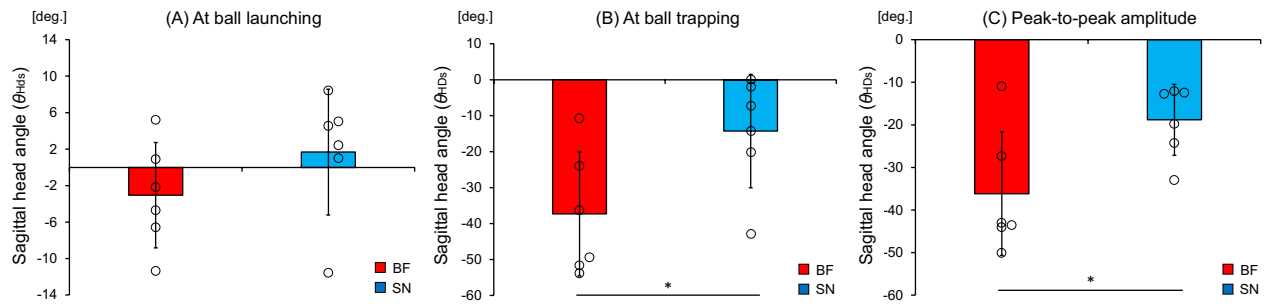 [deg.] (A) At ball launching
Sagittal head angle (θHDs)
14
10
6
2
-2
-6
-10
-14
BF
SN
[deg.] (B) At ball trapping
Sagittal head angle (θHDs)
10
0
-10
-20
-30
-40
-50
-60
BF
SN
*
[deg.] (C) Peak-to-peak amplitude
Sagittal head angle (θHDs)
0
-10
-20
-30
-40
-50
-60
BF
SN
*